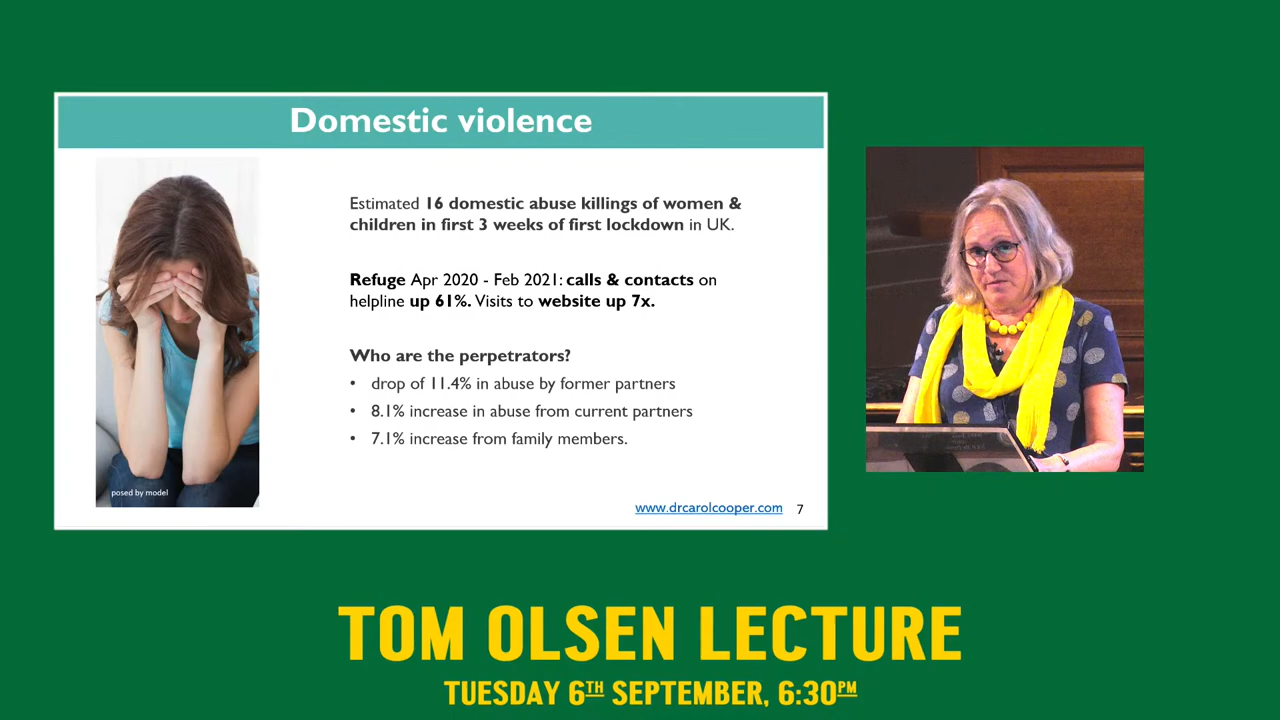 Domestic violence
Estimated 16 domestic abuse killings of women &
children in first 3 weeks of first lockdown in UK.
Refuge Apr 2020 - Feb 2021: calls & contacts on
helpline up 61%. Visits to website up 7x.
Who are the perpetrators?
• drop of 11.4% in abuse by former partners
• 8.1% increase in abuse from current partners
• 7.1% increase from family members.
posed by model
www.drcarolcooper.com 7
TOM OLSEN LECTURE
TUESDAY 6TH SEPTEMBER, 6:30PM